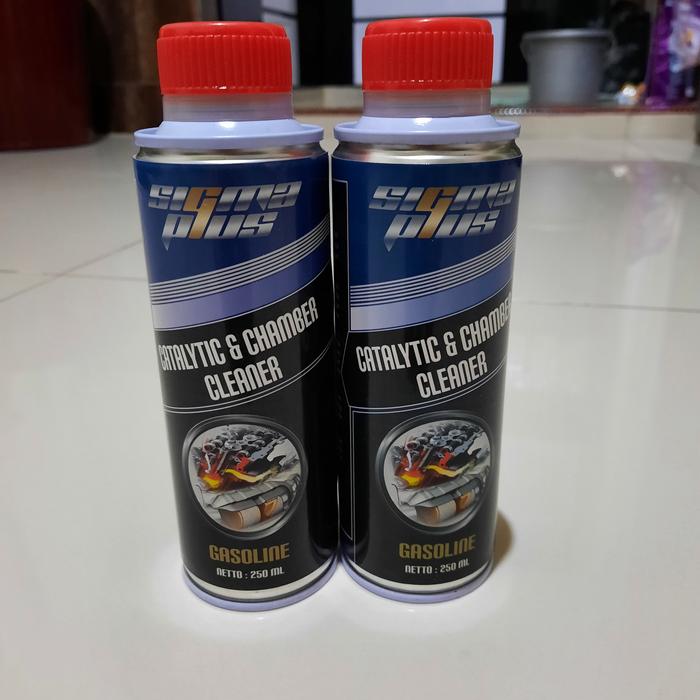 sigma
plus
CATALYTIC & CHAMBER
CLEANER
GASOLINE
NETTO : 250 ML
sigma
plus
CATALYTIC & CHAMBER
CLEANER
GASOLINE
NETTO : 250 ML